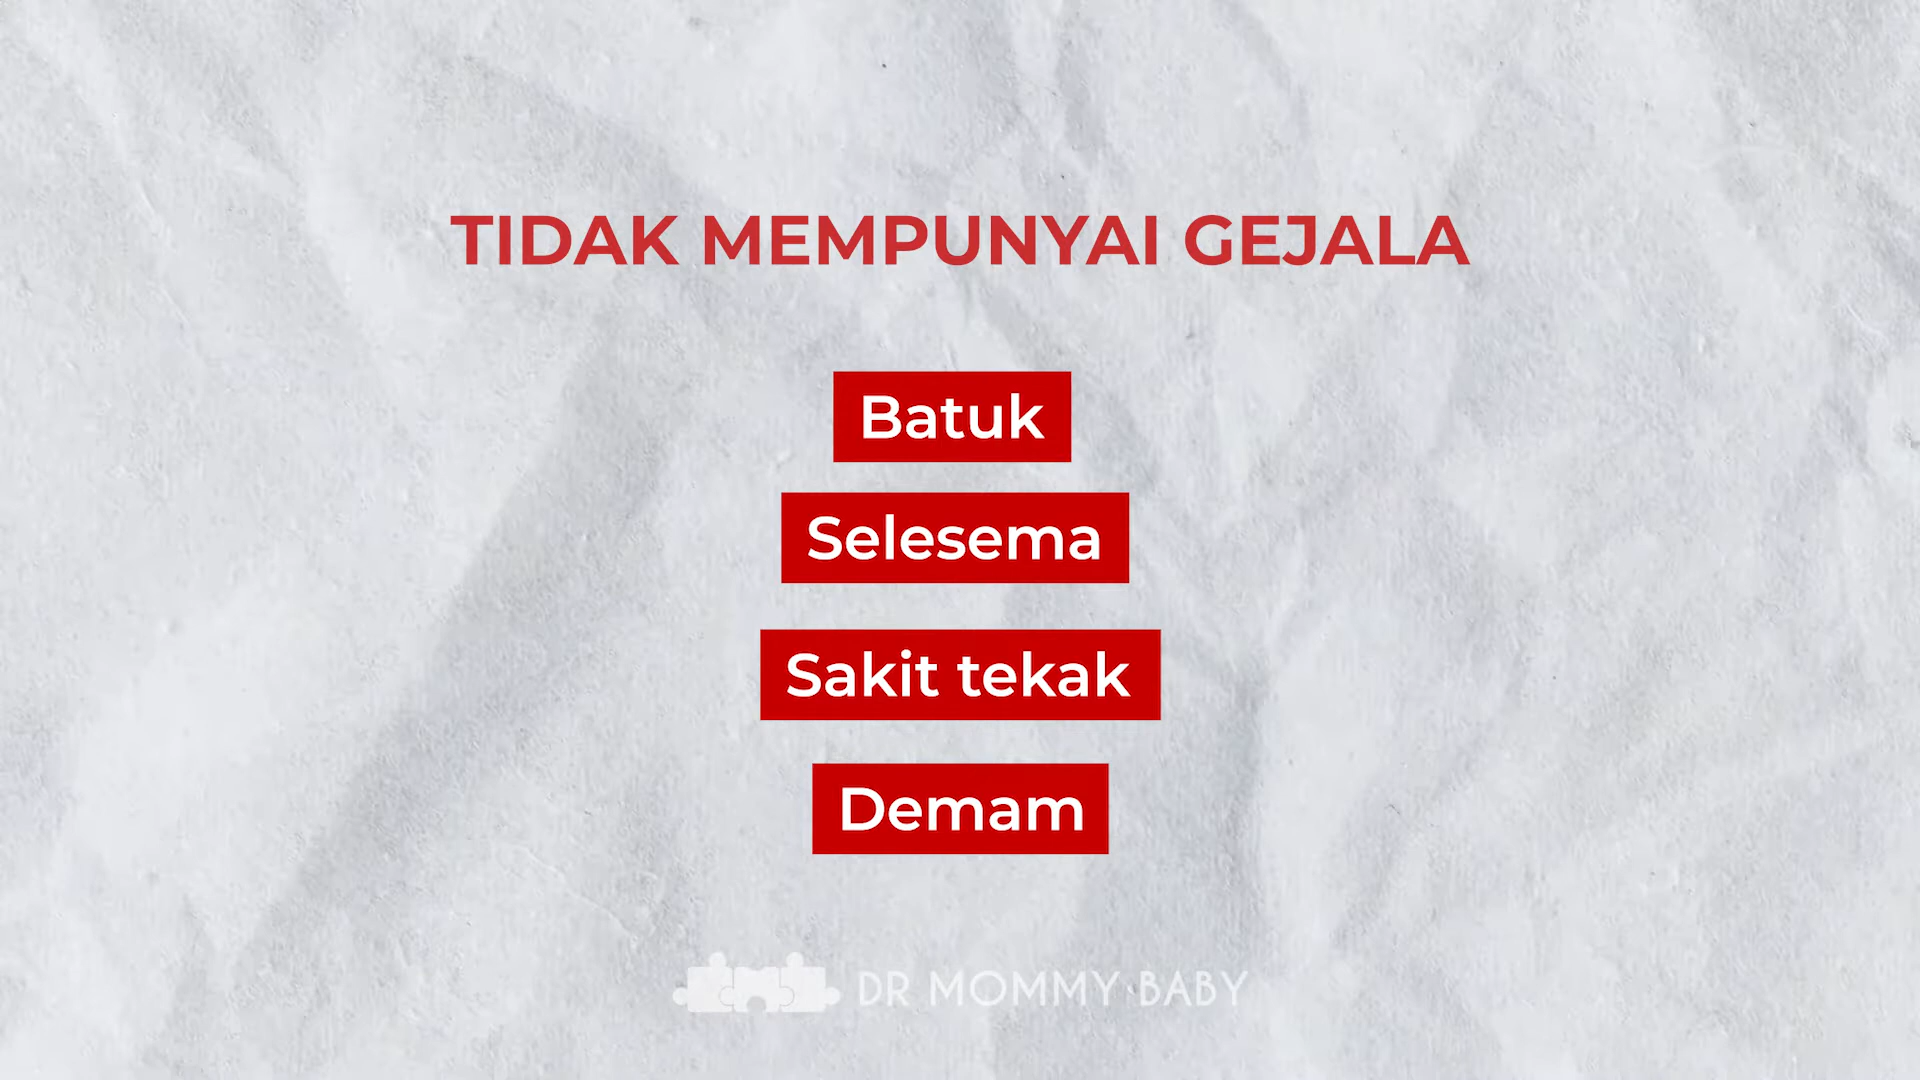 TIDAK MEMPUNYAI GEJALA
Batuk
Selesema
Sakit tekak
Demam
DR MOMMY BABY